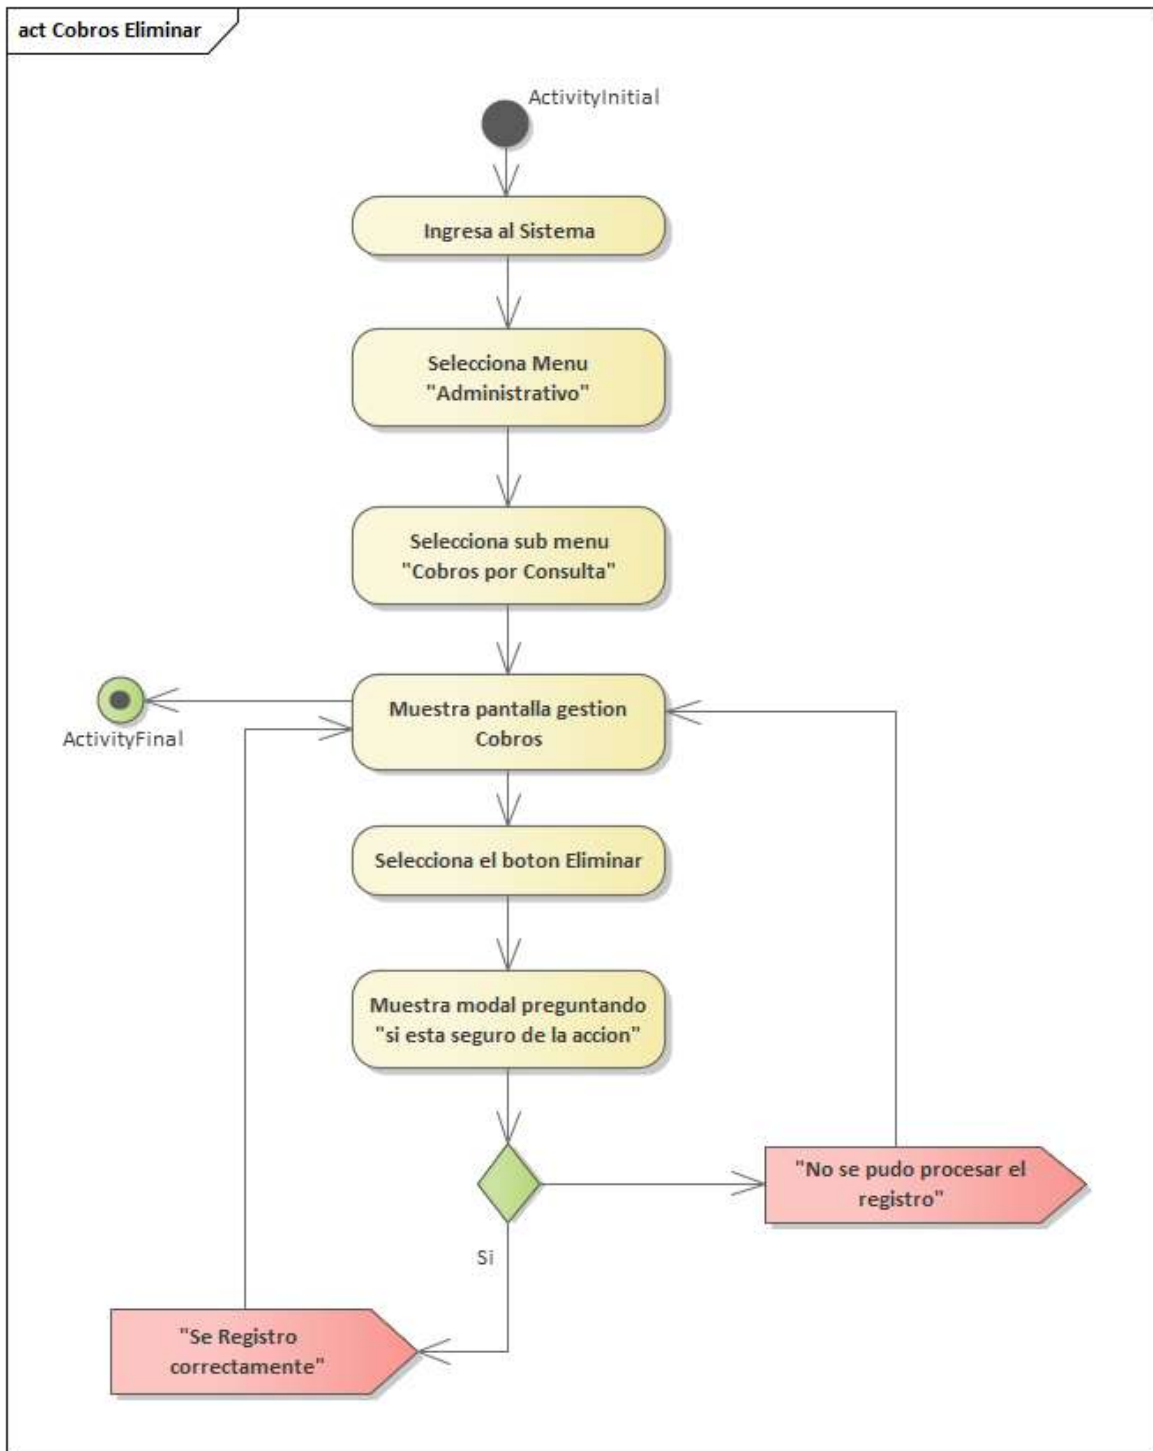 act Cobros Eliminar
ActivityInitial
Ingresa al Sistema
Selecciona Menu
"Administrativo"
Selecciona sub menu
"Cobros por Consulta"
Muestra pantalla gestion
Cobros
ActivityFinal
Selecciona el boton Eliminar
Muestra modal preguntando
"si esta seguro de la accion"
"No se pudo procesar el
registro"
Si
"Se Registro
correctamente"